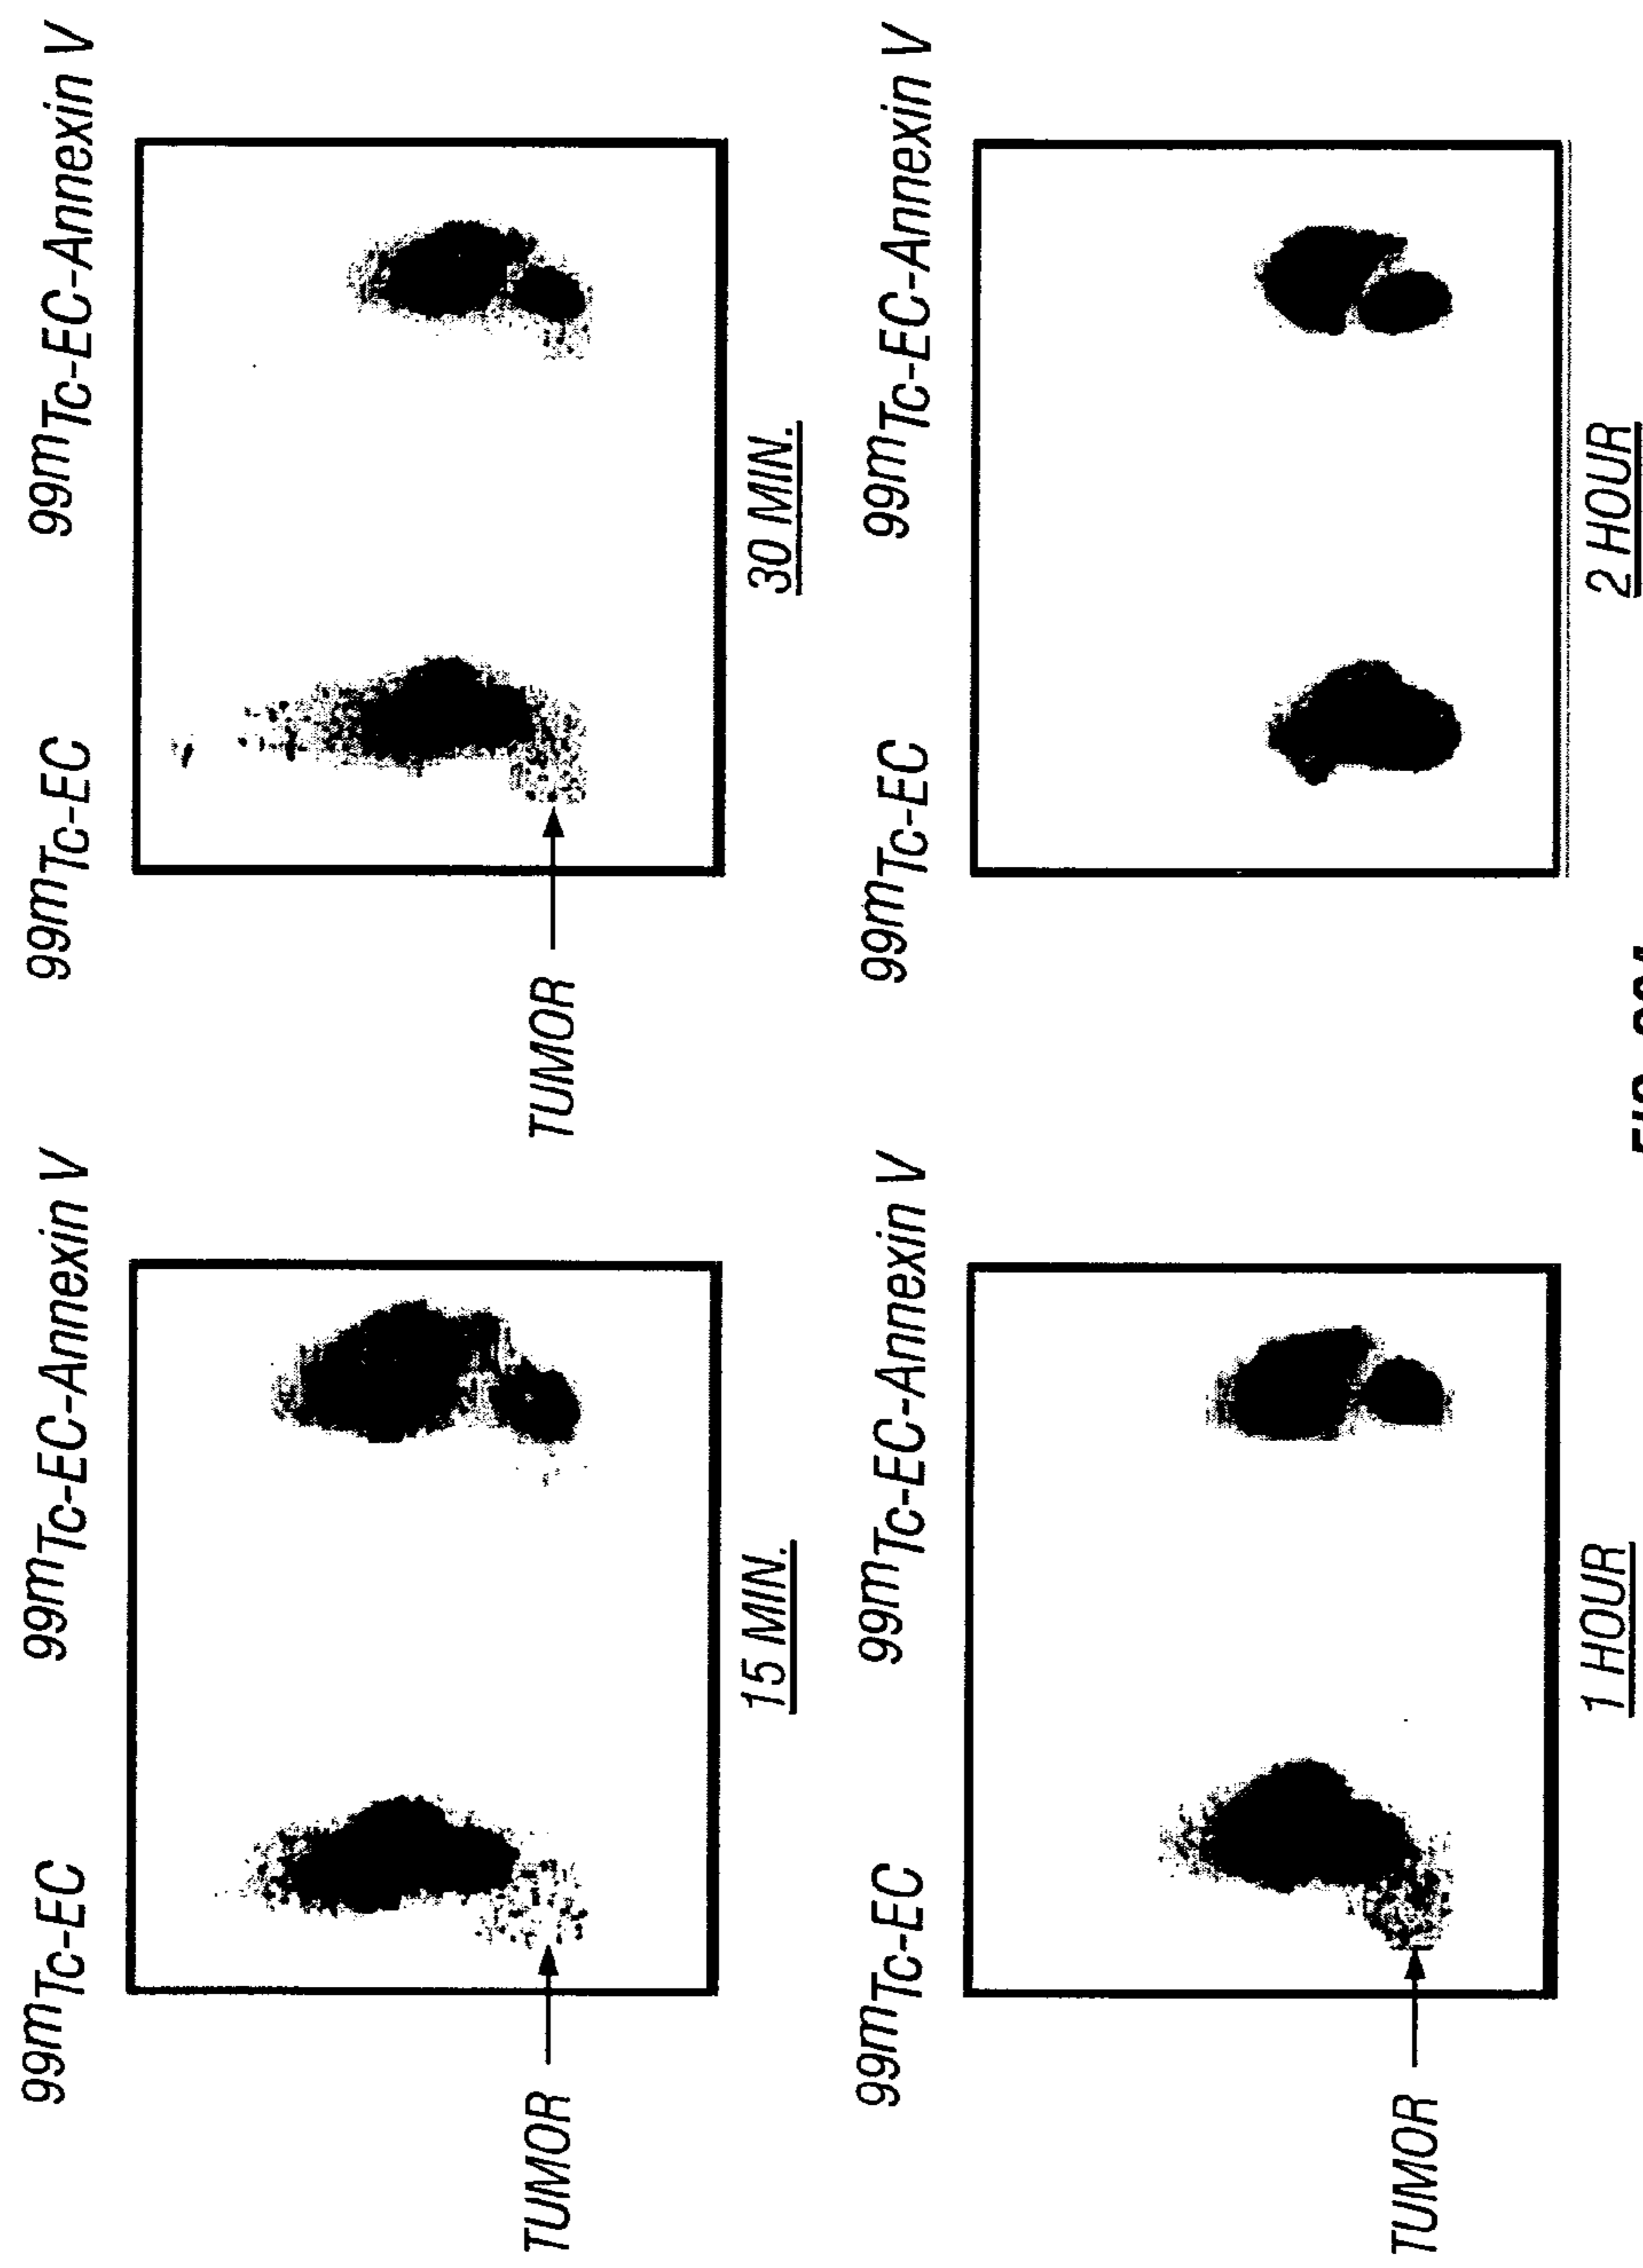 99mTc-EC 99mTc-EC-Annexin V
TUMOR
15 MIN.
99mTc-EC 99mTc-EC-Annexin V
TUMOR
30 MIN.
99mTc-EC 99mTc-EC-Annexin V
TUMOR
1 HOUR
99mTc-EC 99mTc-EC-Annexin V
2 HOUR